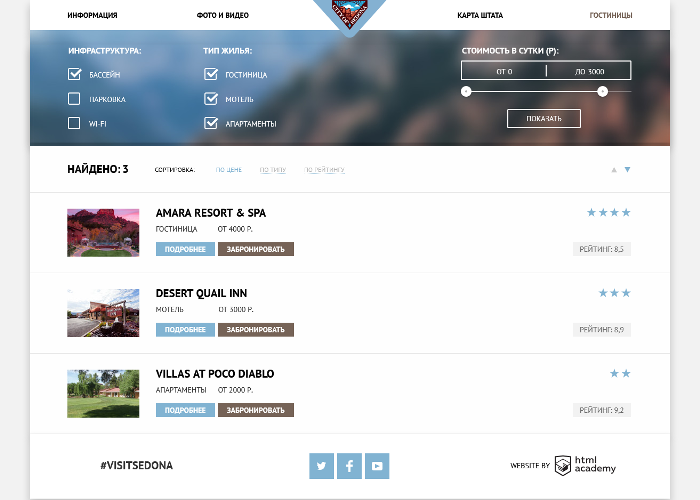 ИНФОРМАЦИЯ ФОТО И ВИДЕО КАРТА ШТАТА ГОСТИНИЦЫ
CITY OF SEDONA
ИНФРАСТРУКТУРА: ТИП ЖИЛЬЯ: СТОИМОСТЬ В СУТКИ (Р):
БАССЕЙН ГОСТИНИЦА ОТ 0 ДО 3000
ПАРКОВКА МОТЕЛЬ
WI-FI АПАРТАМЕНТЫ ПОКАЗАТЬ
НАЙДЕНО: 3 СОРТИРОВКА: ПО ЦЕНЕ ПО ТИПУ ПО РЕЙТИНГУ
AMARA RESORT & SPA
ГОСТИНИЦА ОТ 4000 Р.
ПОДРОБНЕЕ ЗАБРОНИРОВАТЬ РЕЙТИНГ: 8,5
DESERT QUAIL INN
МОТЕЛЬ ОТ 3000 Р.
ПОДРОБНЕЕ ЗАБРОНИРОВАТЬ РЕЙТИНГ: 8,9
VILLAS AT POCO DIABLO
АПАРТАМЕНТЫ ОТ 2000 Р.
ПОДРОБНЕЕ ЗАБРОНИРОВАТЬ РЕЙТИНГ: 9,2
#VISITSEDONA WEBSITE BY html academy